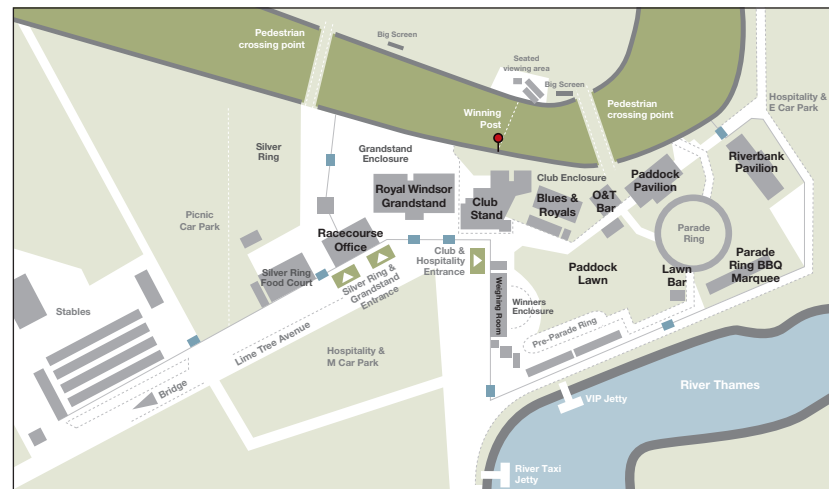 Pedestrian
crossing point
Big Screen
Seated
viewing area
Big Screen
Winning
Post
Pedestrian
crossing point
Hospitality &
E Car Park
Silver
Ring
Grandstand
Enclosure
Club Enclosure
Paddock
Pavilion
Riverbank
Pavilion
Royal Windsor
Grandstand
Club
Stand
Blues &
Royals
O&T
Bar
Picnic
Car Park
Racecourse
Office
Parade
Ring
Club &
Hospitality
Entrance
Silver Ring
Food Court
Silver Ring &
Grandstand
Entrance
Paddock
Lawn
Lawn
Bar
Parade
Ring BBQ
Marquee
Weighing Room
Winners
Enclosure
Stables
Lime Tree Avenue
Pre-Parade Ring
Hospitality &
M Car Park
Bridge
River Thames
VIP Jetty
River Taxi
Jetty